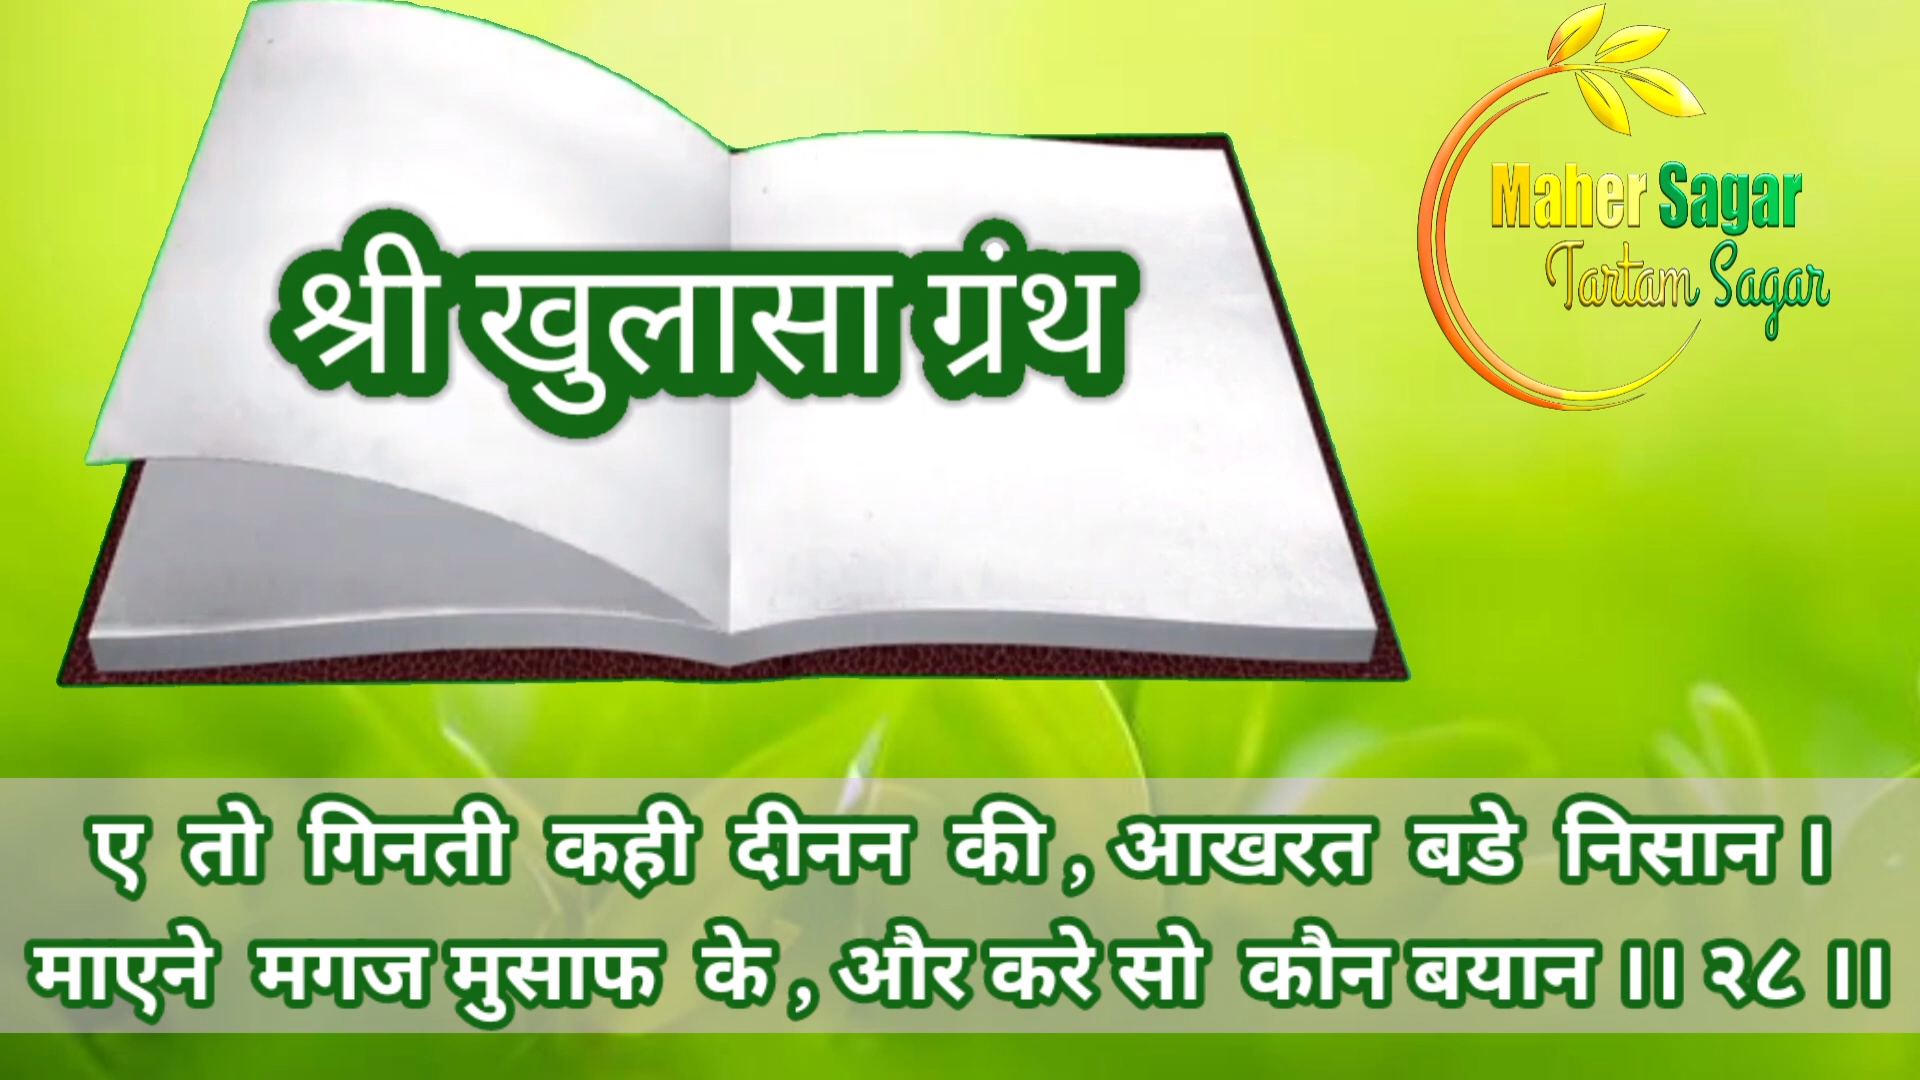 श्री खुलासा ग्रंथ
Maher Sagar
Tartam Sagar
ए तो गिनती कही दीनन की , आखरत बडे निसान ।
माएने मगज मुसाफ के , और करे सो कौन बयान ।। २८ ।।